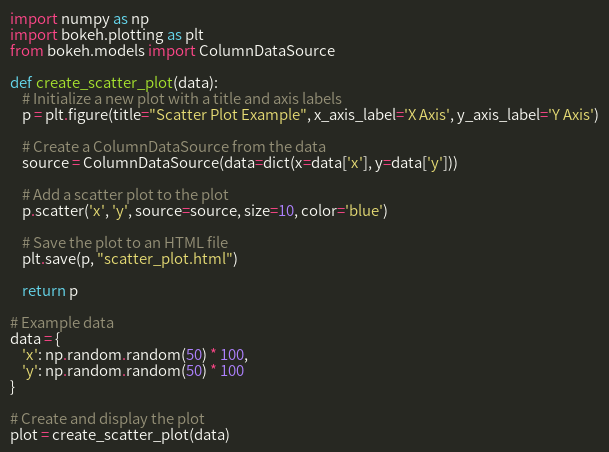 import numpy as np
import bokeh.plotting as plt
from bokeh.models import ColumnDataSource

def create_scatter_plot(data):
    # Initialize a new plot with a title and axis labels
    p = plt.figure(title="Scatter Plot Example", x_axis_label='X Axis', y_axis_label='Y Axis')

    # Create a ColumnDataSource from the data
    source = ColumnDataSource(data=dict(x=data['x'], y=data['y']))

    # Add a scatter plot to the plot
    p.scatter('x', 'y', source=source, size=10, color='blue')

    # Save the plot to an HTML file
    plt.save(p, "scatter_plot.html")

    return p

# Example data
data = {
    'x': np.random.random(50) * 100,
    'y': np.random.random(50) * 100
}

# Create and display the plot
plot = create_scatter_plot(data)